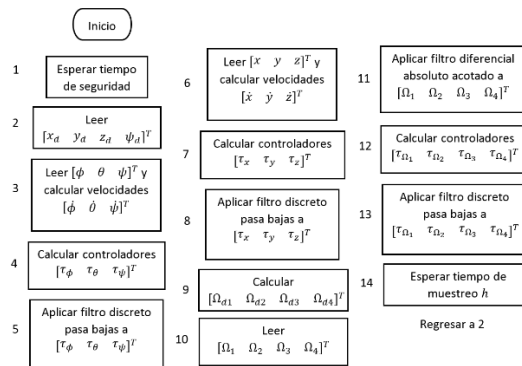 Inicio
1
Esperar tiempo
de seguridad
2
Leer
[x_d y_d z_d ψ_d]^T
3
Leer [ϕ θ ψ]^T y
calcular velocidades
[ϕ̇ θ̇ ψ̇]^T
4
Calcular controladores
[τ_ϕ τ_θ τ_ψ]^T
5
Aplicar filtro discreto
pasa bajas a
[τ_ϕ τ_θ τ_ψ]^T
6
Leer [x y z]^T y
calcular velocidades
[ẋ ẏ ż]^T
7
Calcular controladores
[τ_x τ_y τ_z]^T
8
Aplicar filtro discreto
pasa bajas a
[τ_x τ_y τ_z]^T
9
Calcular
[Ω_d1 Ω_d2 Ω_d3 Ω_d4]^T
10
Leer
[Ω_1 Ω_2 Ω_3 Ω_4]^T
11
Aplicar filtro diferencial
absoluto acotado a
[Ω_1 Ω_2 Ω_3 Ω_4]^T
12
Calcular controladores
[τ_Ω1 τ_Ω2 τ_Ω3 τ_Ω4]^T
13
Aplicar filtro discreto
pasa bajas a
[τ_Ω1 τ_Ω2 τ_Ω3 τ_Ω4]^T
14
Esperar tiempo de
muestreo h
Regresar a 2